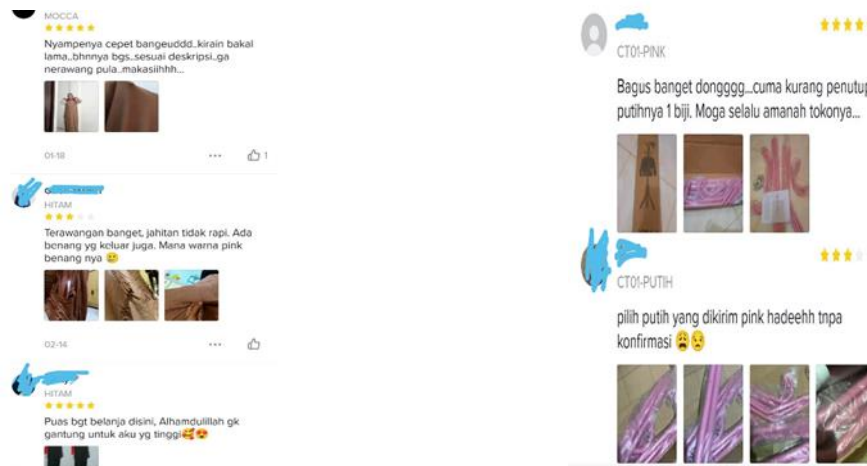 MOCCA
Nyampenya cepet bangeuddd..kirain bakal
lama..bhnnya bgs..sesuai deskripsi..ga
nerawang pula..makasiihhh...
01-18
1
HITAM
Terawangan banget, jahitan tidak rapi. Ada
benang yg keluar juga. Mana warna pink
benang nya 🥲
02-14
HITAM
Puas bgt belanja disini, Alhamdulillah gk
gantung untuk aku yg tinggi🥰😍
CT01-PINK
Bagus banget dongggg...cuma kurang penutup
putihnya 1 biji. Moga selalu amanah tokonya...
CT01-PUTIH
pilih putih yang dikirim pink hadeehh tnpa
konfirmasi 😩😣